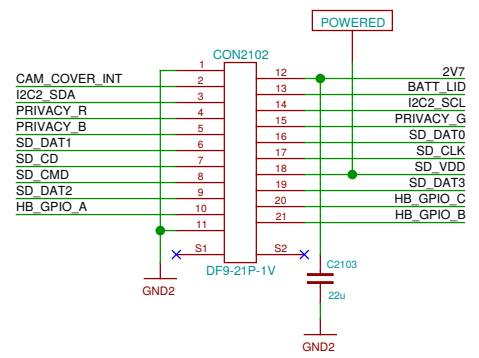 POWERED
CON2102
1
12
2V7
CAM_COVER_INT
2
13
BATT_LID
I2C2_SDA
3
14
I2C2_SCL
PRIVACY_R
4
15
PRIVACY_G
PRIVACY_B
5
16
SD_DAT0
SD_DAT1
6
17
SD_CLK
SD_CD
7
18
SD_VDD
SD_CMD
8
19
SD_DAT3
SD_DAT2
9
20
HB_GPIO_C
HB_GPIO_A
10
21
HB_GPIO_B
11
S1
S2
DF9-21P-1V
C2103
22u
GND2
GND2